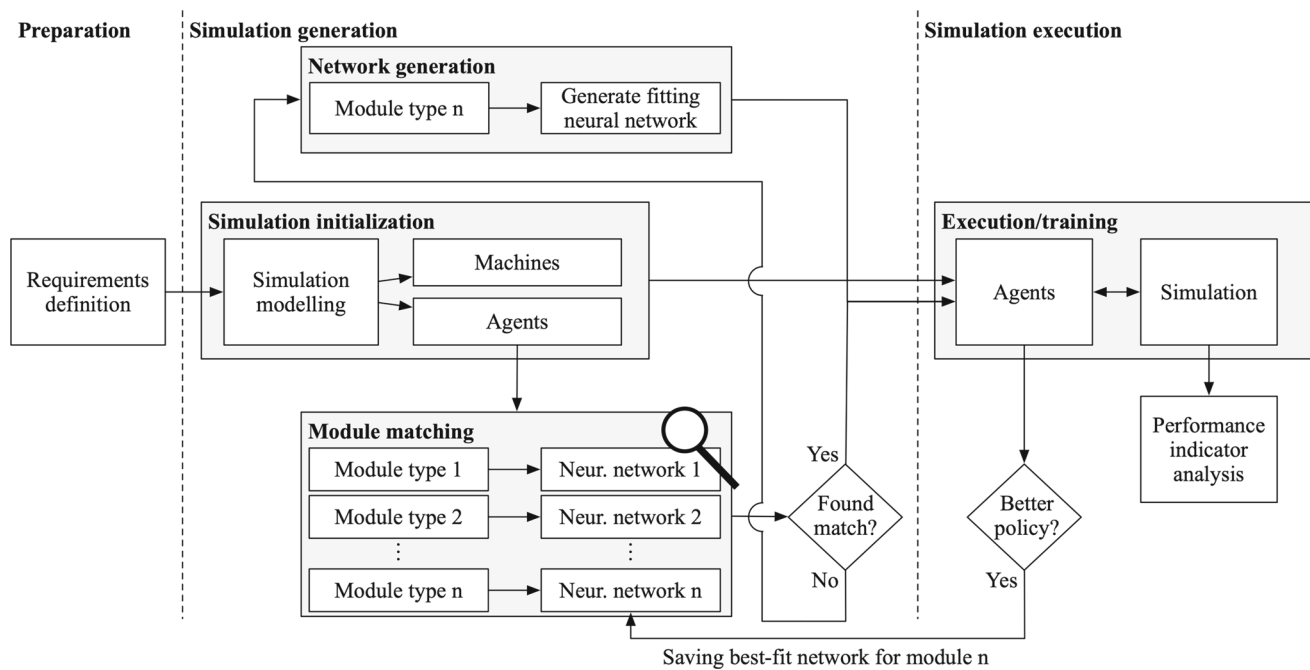 Preparation
Simulation generation
Simulation execution
Network generation
Module type n
Generate fitting
neural network
Simulation initialization
Requirements
definition
Simulation
modelling
Machines
Agents
Execution/training
Agents
Simulation
Module matching
Module type 1
Neur. network 1
Module type 2
Neur. network 2
⋮
⋮
Module type n
Neur. network n
Yes
Found
match?
No
Better
policy?
Yes
Performance
indicator
analysis
Saving best-fit network for module n